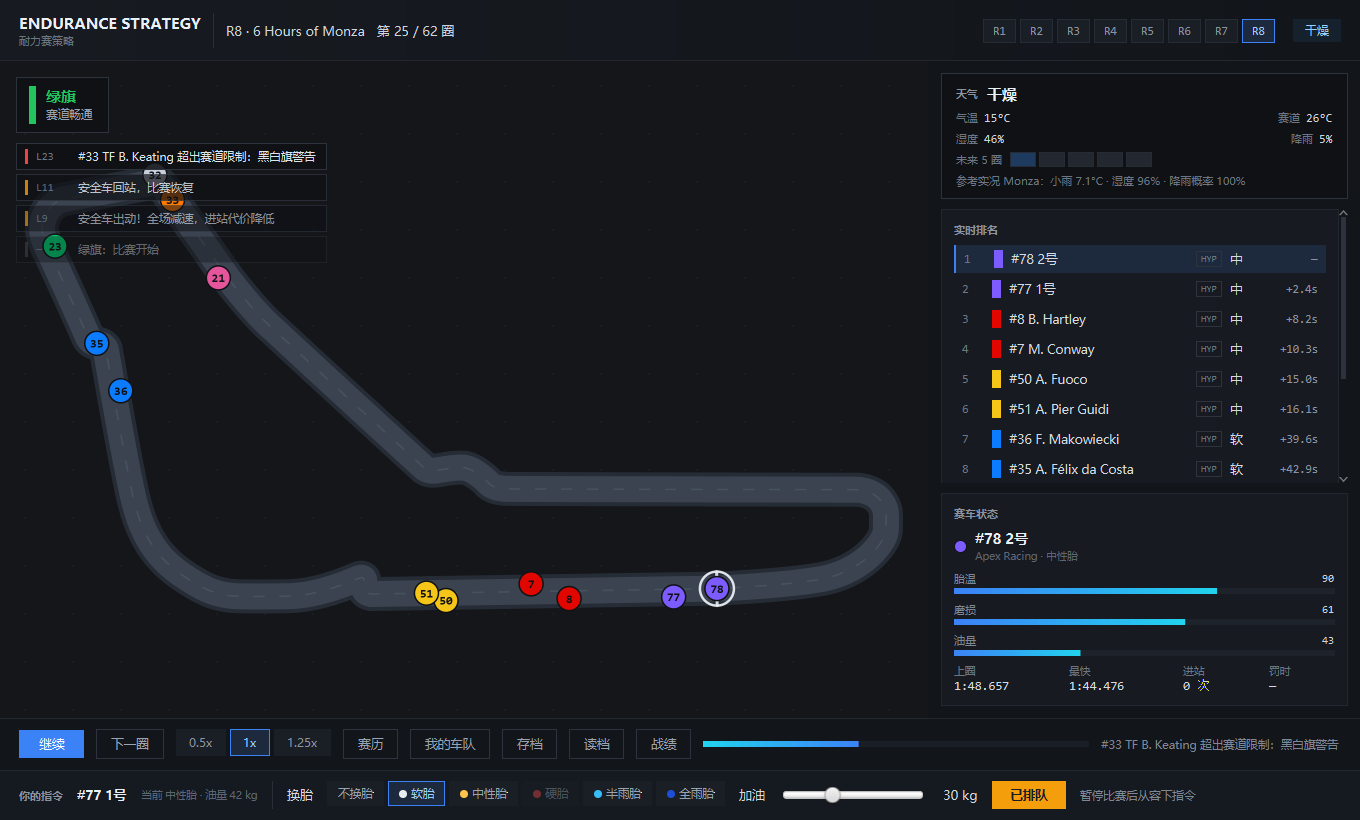 ENDURANCE STRATEGY
耐力赛策略
R8 · 6 Hours of Monza 第 25 / 62 圈
R1 R2 R3 R4 R5 R6 R7 R8 干燥
绿旗
赛道畅通
L23 #33 TF B. Keating 超出赛道限制：黑白旗警告
L11 安全车回站，比赛恢复
L9 安全车出动！全场减速，进站代价降低
— 绿旗：比赛开始
32
33
23
21
35
36
51
50
7
8
77
78
天气 干燥
气温 15°C 赛道 26°C
湿度 46% 降雨 5%
未来 5 圈
参考实况 Monza：小雨 7.1°C · 湿度 96% · 降雨概率 100%
实时排名
1 #78 2号 HYP 中 —
2 #77 1号 HYP 中 +2.4s
3 #8 B. Hartley HYP 中 +8.2s
4 #7 M. Conway HYP 中 +10.3s
5 #50 A. Fuoco HYP 中 +15.0s
6 #51 A. Pier Guidi HYP 中 +16.1s
7 #36 F. Makowiecki HYP 软 +39.6s
8 #35 A. Félix da Costa HYP 软 +42.9s
赛车状态
#78 2号
Apex Racing · 中性胎
胎温 90
磨损 61
油量 43
上圈 最快 进站 罚时
1:48.657 1:44.476 0 次 —
继续 下一圈 0.5x 1x 1.25x 赛历 我的车队 存档 读档 战绩 #33 TF B. Keating 超出赛道限制：黑白旗警告
你的指令 #77 1号 当前 中性胎 · 油量 42 kg 换胎 不换胎 软胎 中性胎 硬胎 半雨胎 全雨胎 加油 30 kg 已排队 暂停比赛后从容下指令